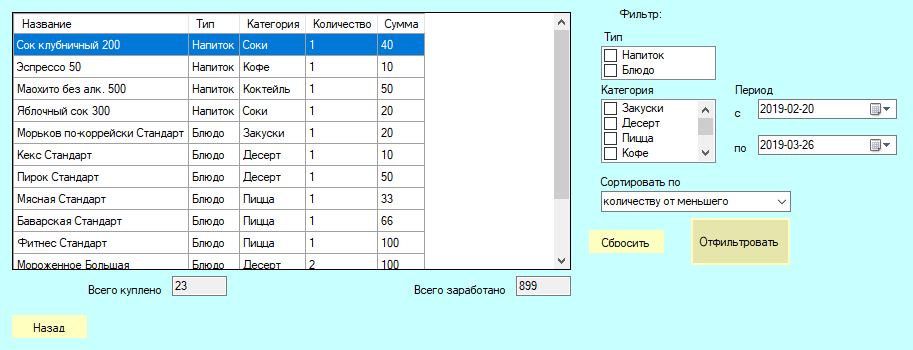 Название Тип Категория Количество Сумма
Сок клубничный 200 Напиток Соки 1 40
Эспрессо 50 Напиток Кофе 1 10
Маохито без алк. 500 Напиток Коктейль 1 50
Яблочный сок 300 Напиток Соки 1 20
Морьков по-коррейски Стандарт Блюдо Закуски 1 20
Кекс Стандарт Блюдо Десерт 1 10
Пирок Стандарт Блюдо Десерт 1 50
Мясная Стандарт Блюдо Пицца 1 33
Баварская Стандарт Блюдо Пицца 1 66
Фитнес Стандарт Блюдо Пицца 1 100
Мороженное Большая Блюдо Десерт 2 100
Всего куплено 23
Всего заработано 899
Назад
Фильтр:
Тип
Напиток
Блюдо
Категория
Закуски
Десерт
Пицца
Кофе
Период
с 2019-02-20
по 2019-03-26
Сортировать по
количеству от меньшего
Сбросить
Отфильтровать